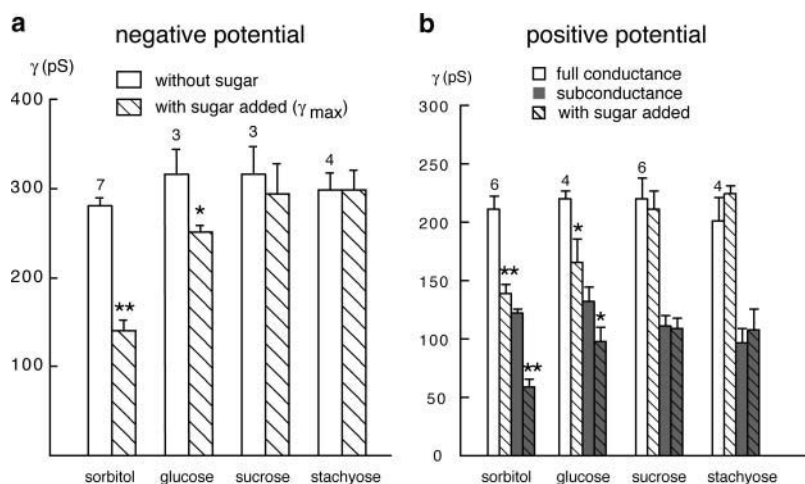 a
negative potential
γ (pS)
without sugar
with sugar added (γ max)
400
300
200
100
7
**
3
*
3
4
sorbitol
glucose
sucrose
stachyose
b
positive potential
γ (pS)
full conductance
subconductance
with sugar added
300
250
200
150
100
50
0
6
**
**
4
*
*
6
4
sorbitol
glucose
sucrose
stachyose